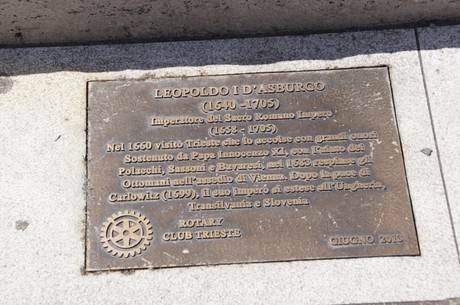 LEOPOLDO I D'ASBURGO
(1640 -1705)
Imperatore del Sacro Romano Impero
(1658 - 1705)
Nel 1660 visitò Trieste che lo accolse con grandi onori
Sostenuto da Papa Innocenzo XI, con l'aiuto dei
Polacchi, Sassoni e Bavaresi, nel 1683 respinse gli
Ottomani nell'assedio di Vienna. Dopo la pace di
Carlowitz (1699), il suo impero si estese all'Ungheria,
Transilvania e Slovenia
ROTARY
CLUB TRIESTE
GIUGNO